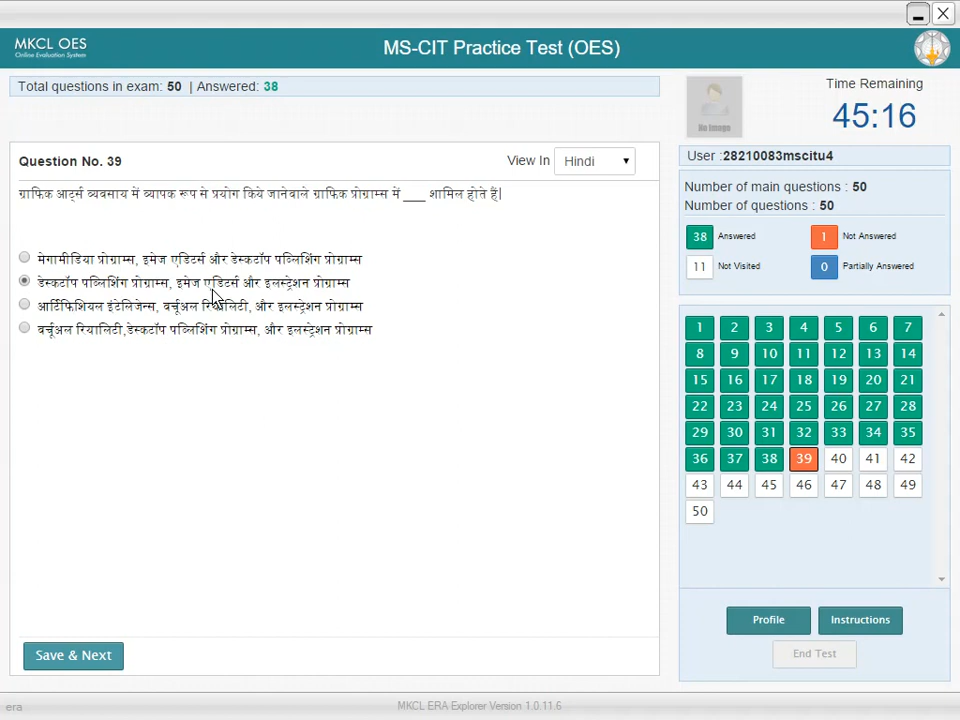 MKCL OES
Online Evaluation System
MS-CIT Practice Test (OES)
Total questions in exam: 50 | Answered: 38
Time Remaining
45:16
No Image
Question No. 39
View In Hindi
User :28210083mscitu4
Number of main questions : 50
Number of questions : 50
38 Answered
1 Not Answered
11 Not Visited
0 Partially Answered
ग्राफिक आर्ट्स व्यवसाय में व्यापक रूप से प्रयोग किये जानेवाले ग्राफिक प्रोग्राम्स में ___ शामिल होते हैं|
मेगामीडिया प्रोग्राम्स, इमेज एडिटर्स और डेस्कटॉप पब्लिशिंग प्रोग्राम्स
डेस्कटॉप पब्लिशिंग प्रोग्राम्स, इमेज एडिटर्स और इलस्ट्रेशन प्रोग्राम्स
आर्टिफिशियल इंटेलिजेन्स, वर्चूअल रियालिटी, और इलस्ट्रेशन प्रोग्राम्स
वर्चूअल रियालिटी,डेस्कटॉप पब्लिशिंग प्रोग्राम्स, और इलस्ट्रेशन प्रोग्राम्स
1 2 3 4 5 6 7
8 9 10 11 12 13 14
15 16 17 18 19 20 21
22 23 24 25 26 27 28
29 30 31 32 33 34 35
36 37 38 39 40 41 42
43 44 45 46 47 48 49
50
Profile
Instructions
End Test
Save & Next
era
MKCL ERA Explorer Version 1.0.11.6